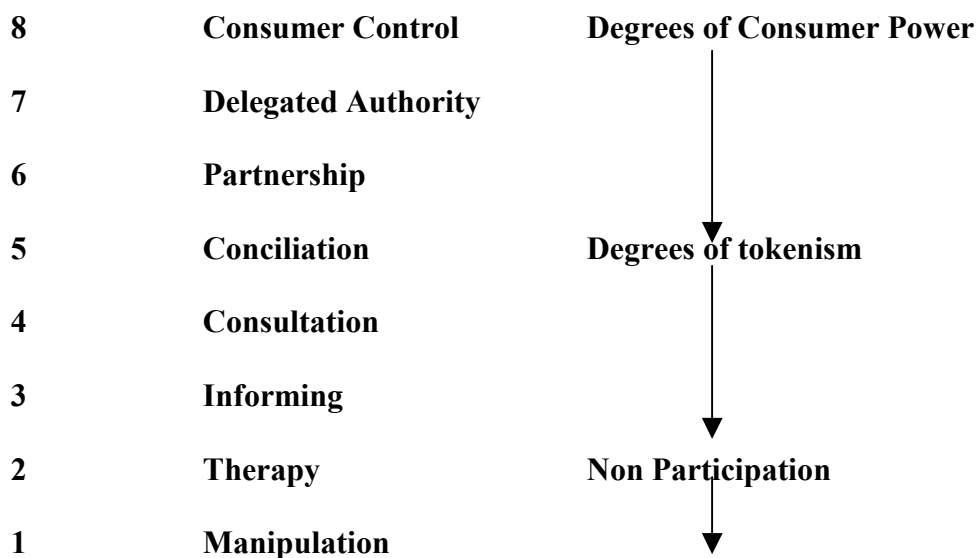 8 Consumer Control Degrees of Consumer Power
7 Delegated Authority
6 Partnership
5 Conciliation Degrees of tokenism
4 Consultation
3 Informing
2 Therapy Non Participation
1 Manipulation